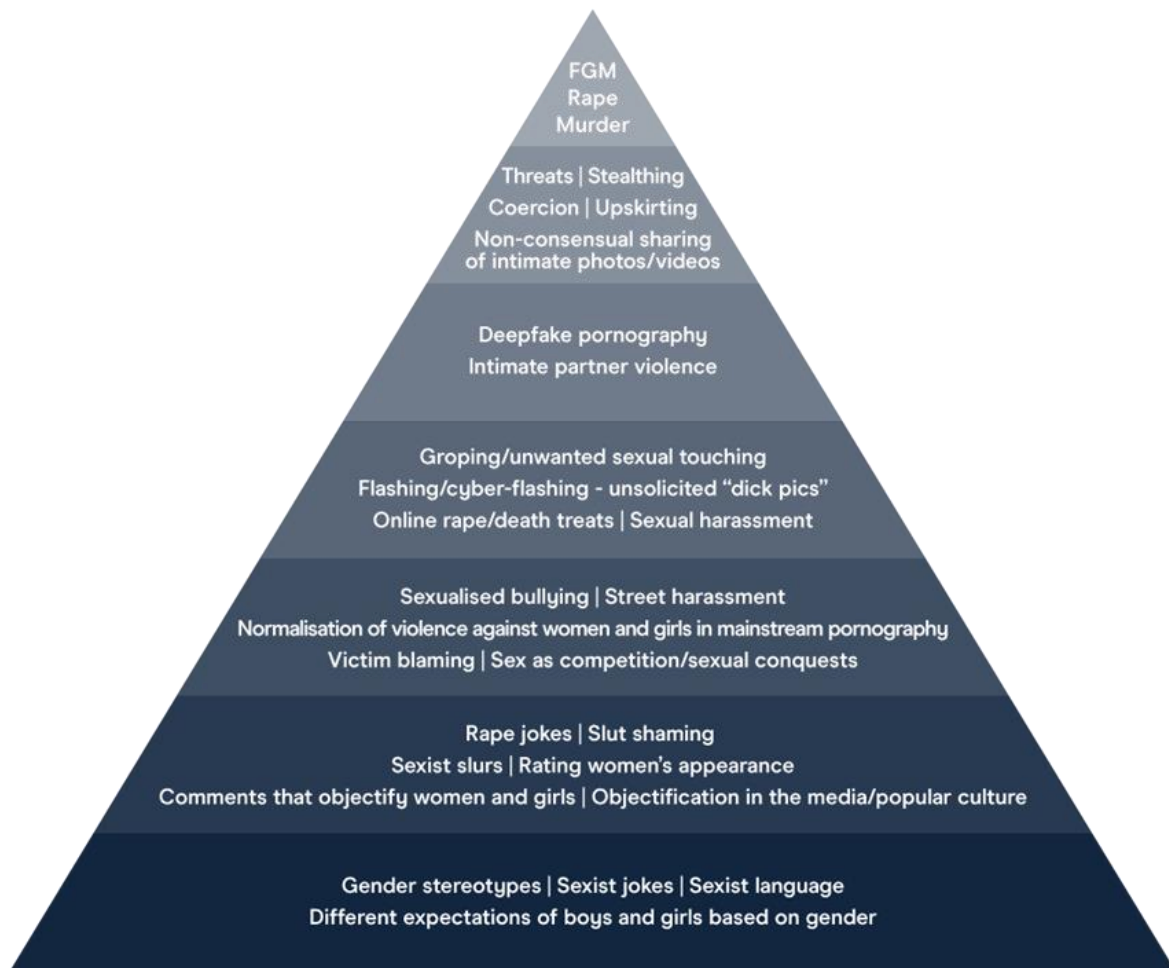 FGM
Rape
Murder
Threats | Stealthing
Coercion | Upskirting
Non-consensual sharing
of intimate photos/videos
Deepfake pornography
Intimate partner violence
Groping/unwanted sexual touching
Flashing/cyber-flashing - unsolicited “dick pics”
Online rape/death treats | Sexual harassment
Sexualised bullying | Street harassment
Normalisation of violence against women and girls in mainstream pornography
Victim blaming | Sex as competition/sexual conquests
Rape jokes | Slut shaming
Sexist slurs | Rating women’s appearance
Comments that objectify women and girls | Objectification in the media/popular culture
Gender stereotypes | Sexist jokes | Sexist language
Different expectations of boys and girls based on gender